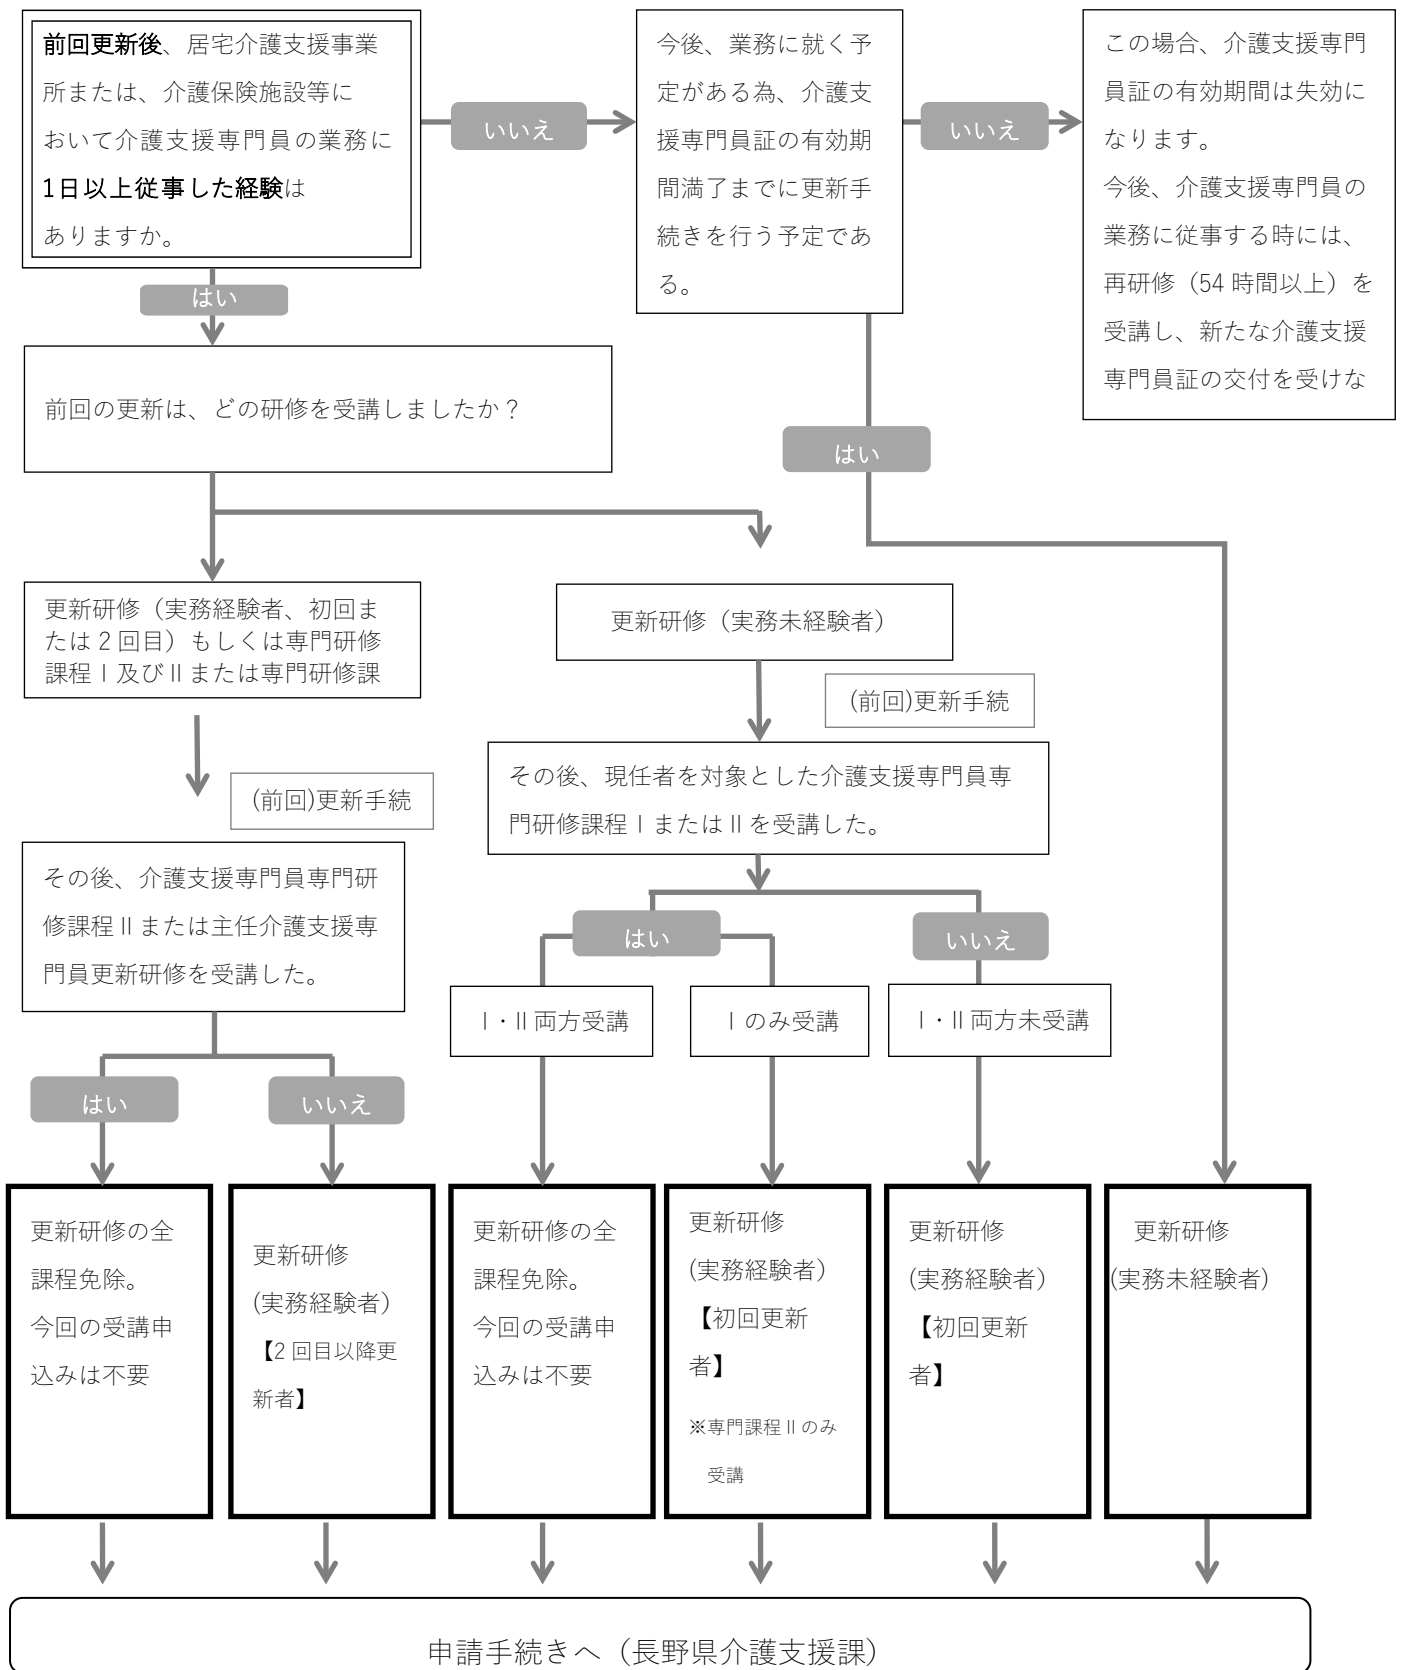 前回更新後、居宅介護支援事業
所または、介護保険施設等に
おいて介護支援専門員の業務に
1日以上従事した経験は
ありますか。
いいえ
今後、業務に就く予
定がある為、介護支
援専門員証の有効期
間満了までに更新手
続きを行う予定であ
る。
いいえ
この場合、介護支援専門
員証の有効期間は失効に
なります。
今後、介護支援専門員の
業務に従事する時には、
再研修（54 時間以上）を
受講し、新たな介護支援
専門員証の交付を受けな
はい
前回の更新は、どの研修を受講しましたか？
はい
更新研修（実務経験者、初回ま
たは２回目）もしくは専門研修
課程Ⅰ及びⅡまたは専門研修課
(前回)更新手続
その後、介護支援専門員専門研
修課程Ⅱまたは主任介護支援専
門員更新研修を受講した。
はい
いいえ
更新研修（実務未経験者）
(前回)更新手続
その後、現任者を対象とした介護支援専門員専
門研修課程ⅠまたはⅡを受講した。
はい
いいえ
Ⅰ・Ⅱ両方受講
Ⅰのみ受講
Ⅰ・Ⅱ両方未受講
更新研修の全
課程免除。
今回の受講申
込みは不要
更新研修
(実務経験者）
【2 回目以降更
新者】
更新研修の全
課程免除。
今回の受講申
込みは不要
更新研修
(実務経験者）
【初回更新
者】
※専門課程Ⅱのみ
受講
更新研修
(実務経験者）
【初回更新
者】
更新研修
(実務未経験者）
申請手続きへ（長野県介護支援課）